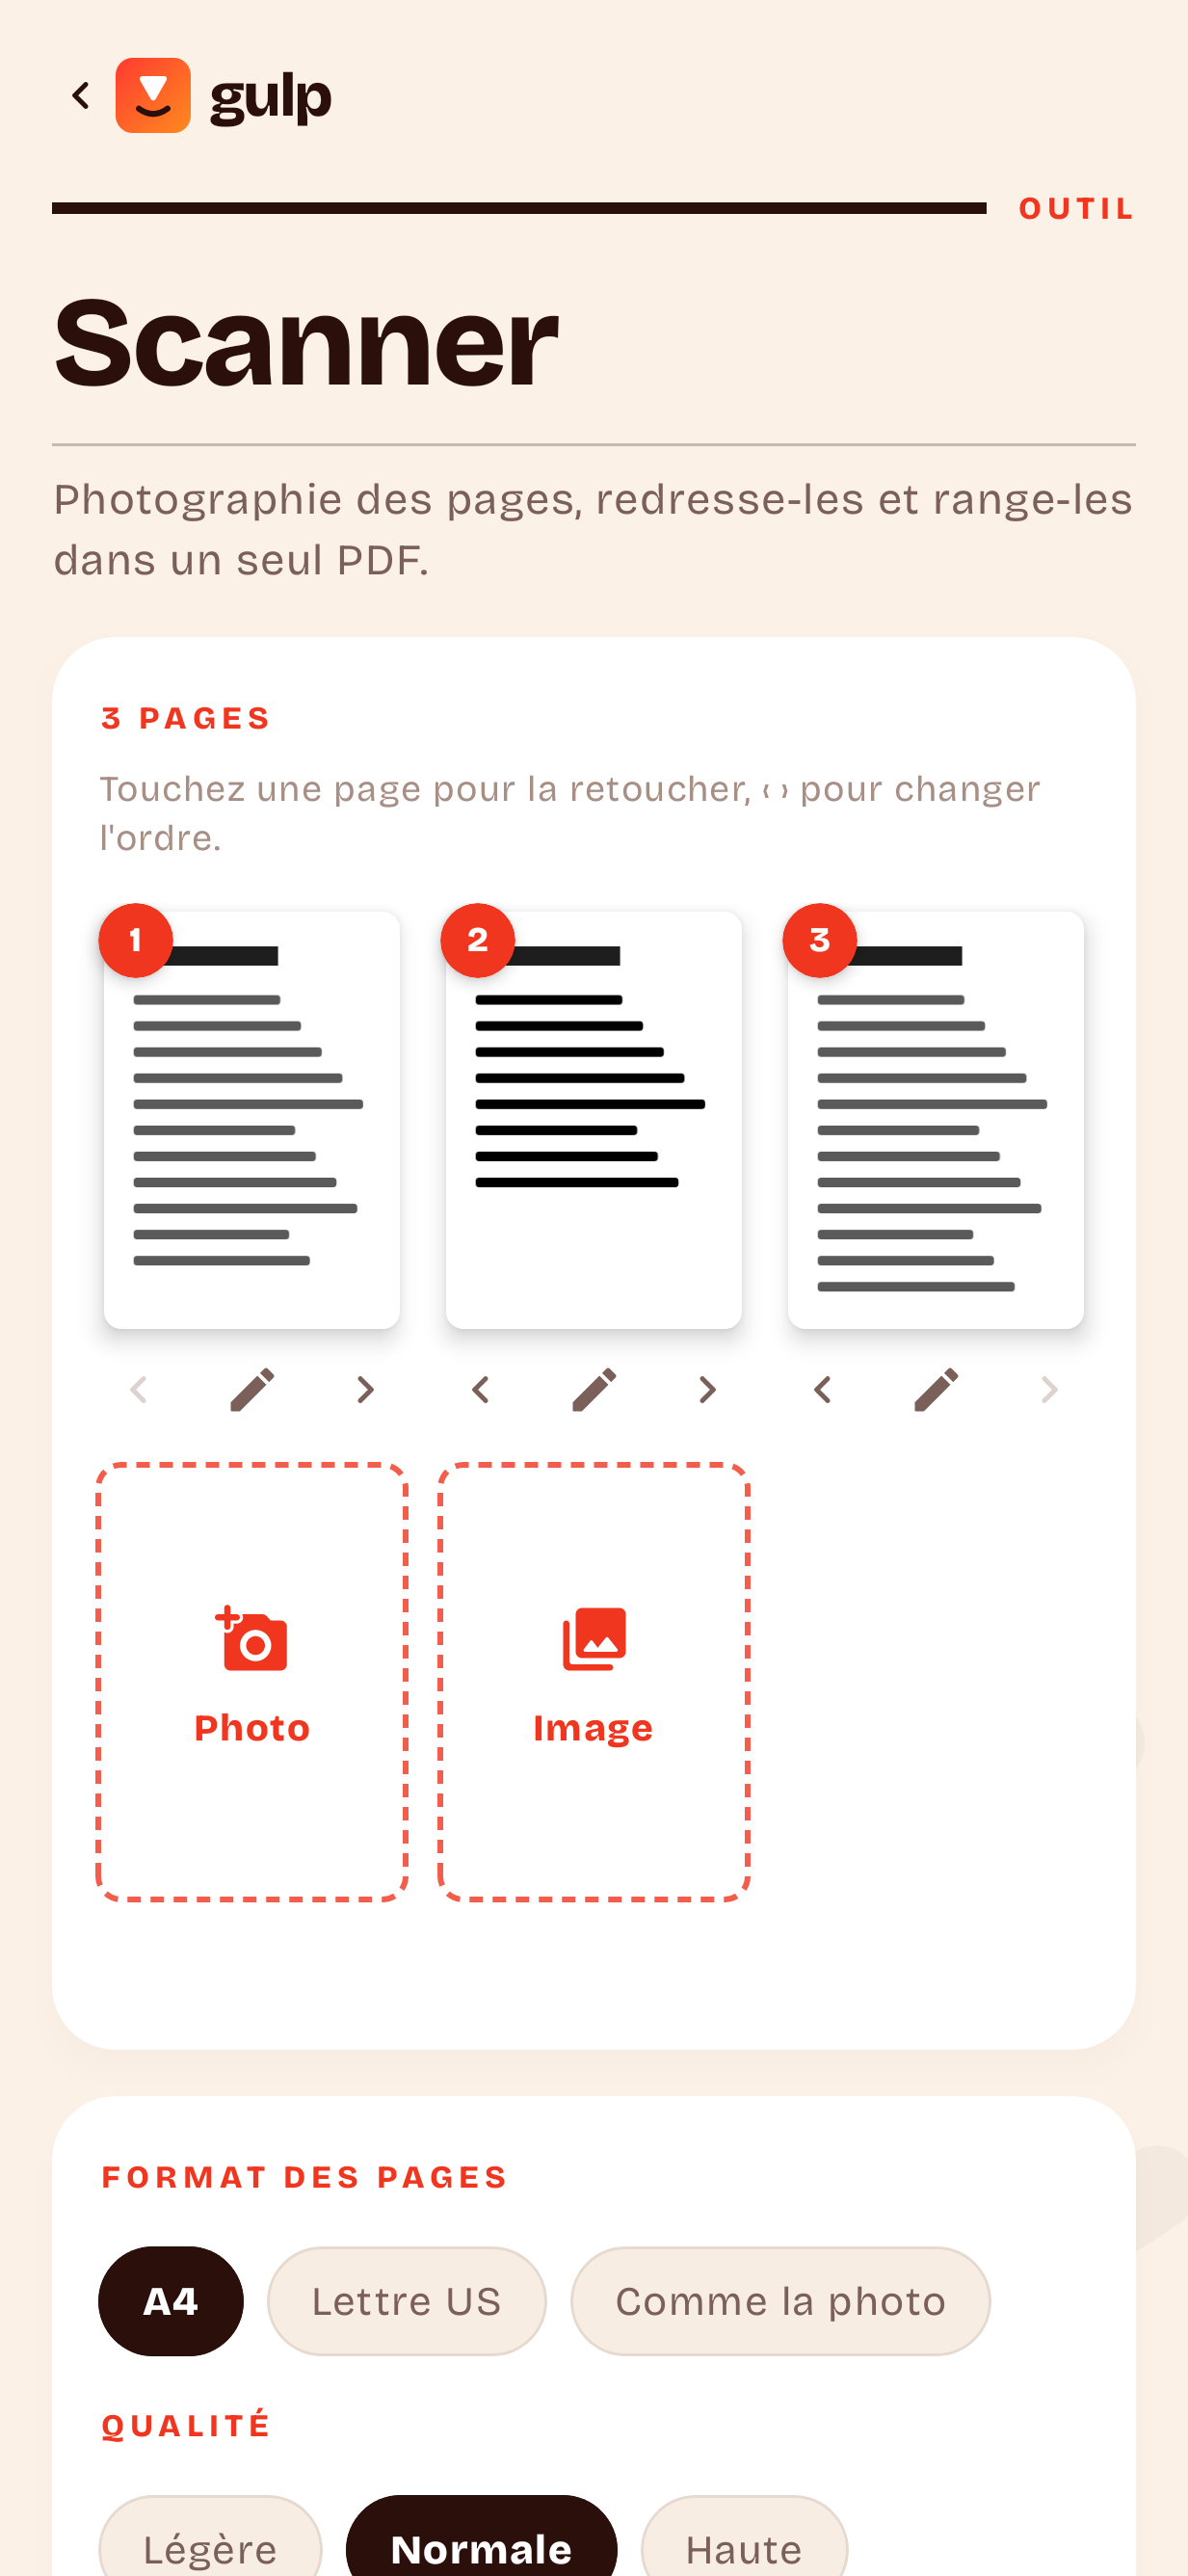 gulp
OUTIL
Scanner
Photographie des pages, redresse-les et range-les
dans un seul PDF.
3 PAGES
Touchez une page pour la retoucher, ‹ › pour changer
l'ordre.
1
2
3
Photo
Image
FORMAT DES PAGES
A4
Lettre US
Comme la photo
QUALITÉ
Légère
Normale
Haute